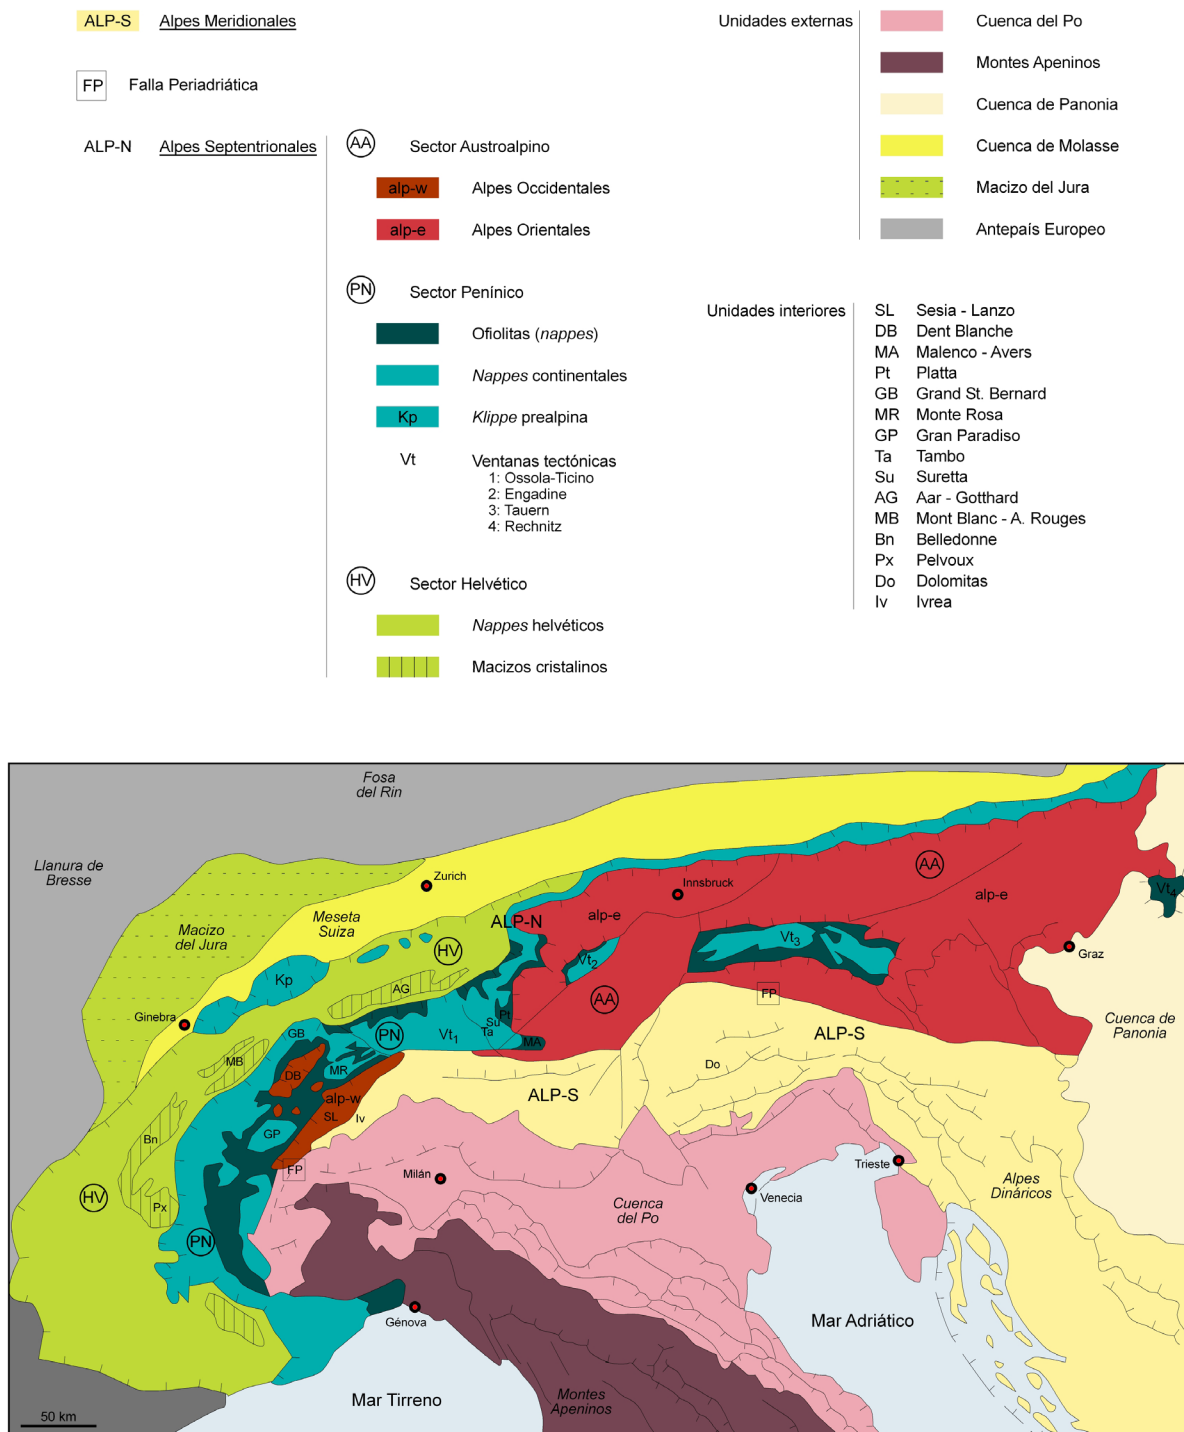 ALP-S Alpes Meridionales
FP Falla Periadriática
ALP-N Alpes Septentrionales
AA Sector Austroalpino
alp-w Alpes Occidentales
alp-e Alpes Orientales
PN Sector Penínico
Ofiolitas (nappes)
Nappes continentales
Kp Klippe prealpina
Vt Ventanas tectónicas
1: Ossola-Ticino
2: Engadine
3: Tauern
4: Rechnitz
HV Sector Helvético
Nappes helvéticos
Macizos cristalinos
Unidades externas
Cuenca del Po
Montes Apeninos
Cuenca de Panonia
Cuenca de Molasse
Macizo del Jura
Antepaís Europeo
Unidades interiores
SL Sesia - Lanzo
DB Dent Blanche
MA Malenco - Avers
Pt Platta
GB Grand St. Bernard
MR Monte Rosa
GP Gran Paradiso
Ta Tambo
Su Suretta
AG Aar - Gotthard
MB Mont Blanc - A. Rouges
Bn Belledonne
Px Pelvoux
Do Dolomitas
Iv Ivrea
Fosa
del Rin
Llanura de
Bresse
Zurich
Innsbruck
AA
Vt4
alp-e
alp-e
ALP-N
Meseta
Suiza
Macizo
del Jura
HV
Vt3
Vt2
Graz
Kp
AG
AA
FP
Ginebra
Pt
Su
Ta
PN
Vt1
MA
GB
ALP-S
Cuenca de
Panonia
MB
DB
MR
Do
alp-w
ALP-S
SL
Iv
Bn
GP
FP
Milán
Trieste
HV
Px
Venecia
Alpes
Dináricos
Cuenca
del Po
PN
Génova
Mar Adriático
Mar Tirreno
Montes
Apeninos
50 km